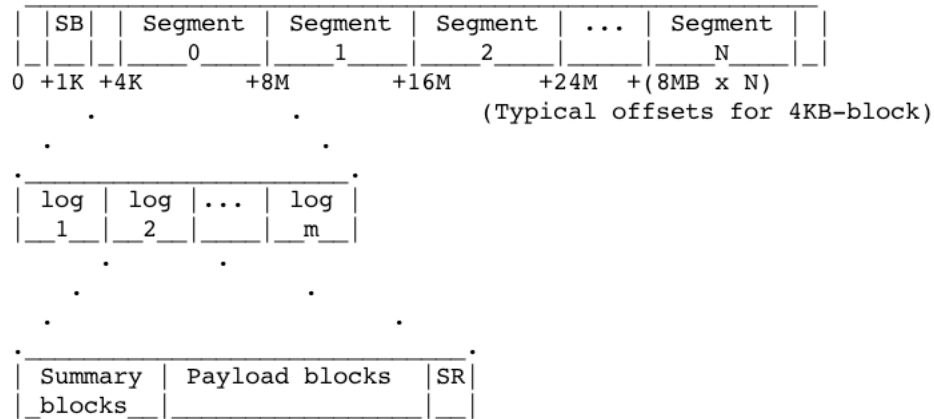 SB Segment Segment Segment ... Segment
0 1 2 N
0 +1K +4K +8M +16M +24M +(8MB x N)
(Typical offsets for 4KB-block)
log log ... log
1 2 m
Summary Payload blocks SR
blocks